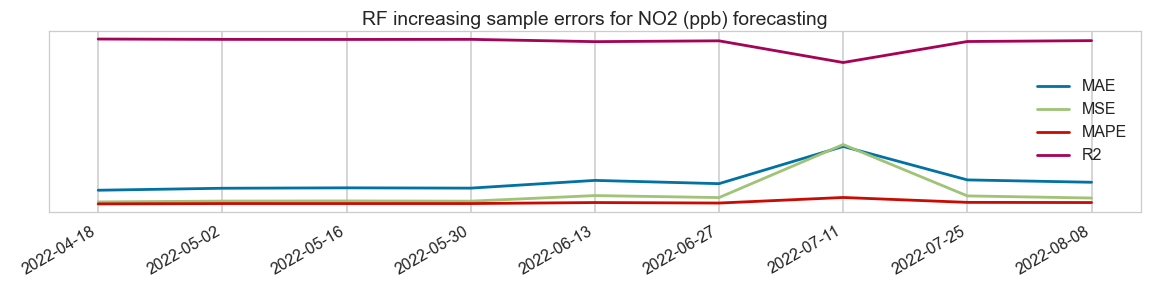 RF increasing sample errors for NO2 (ppb) forecasting
MAE
MSE
MAPE
R2
2022-04-18
2022-05-02
2022-05-16
2022-05-30
2022-06-13
2022-06-27
2022-07-11
2022-07-25
2022-08-08